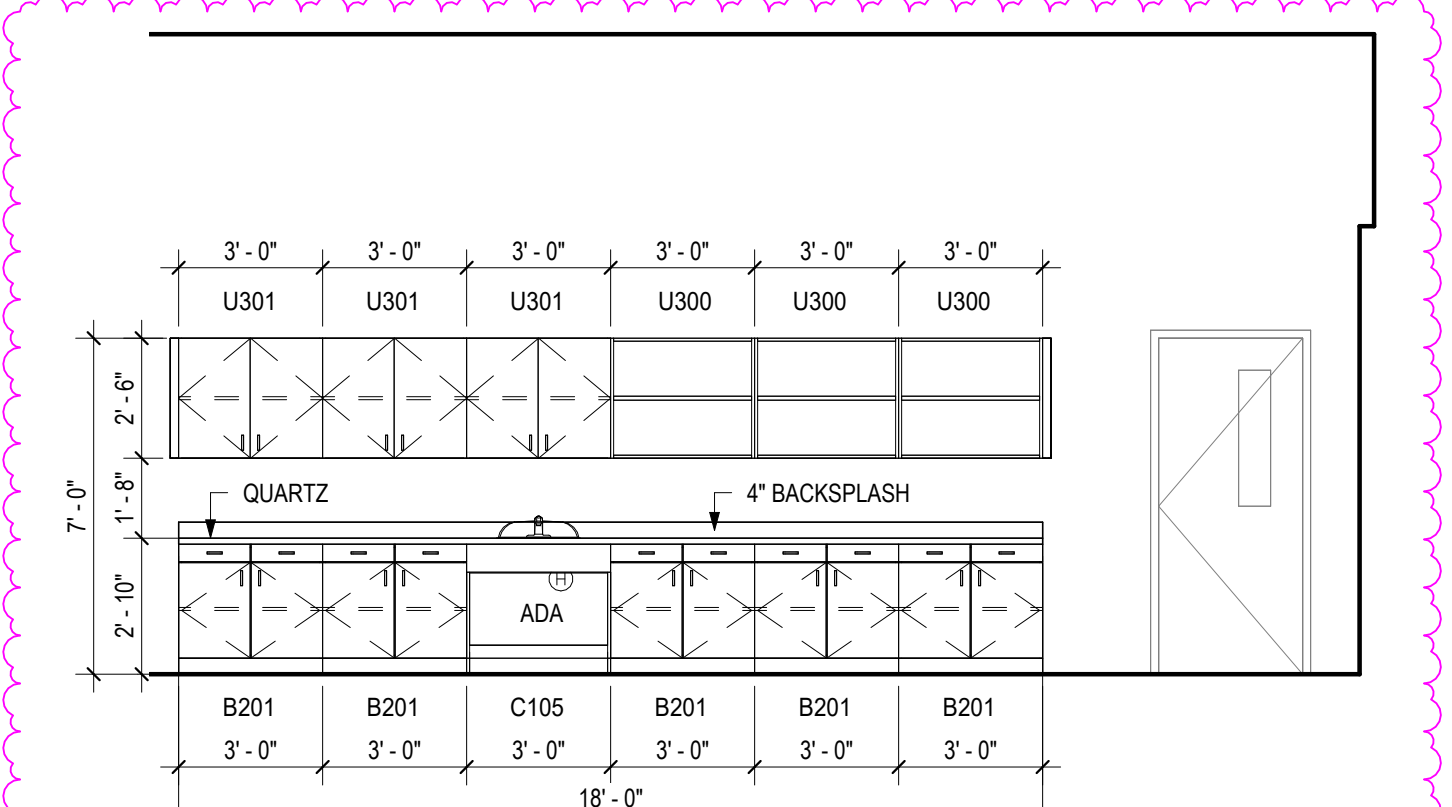 3' - 0" 3' - 0" 3' - 0" 3' - 0" 3' - 0" 3' - 0"
U301 U301 U301 U300 U300 U300
2' - 6"
7' - 0"
1' - 8"
QUARTZ 4" BACKSPLASH
2' - 10"
H
ADA
B201 B201 C105 B201 B201 B201
3' - 0" 3' - 0" 3' - 0" 3' - 0" 3' - 0" 3' - 0"
18' - 0"